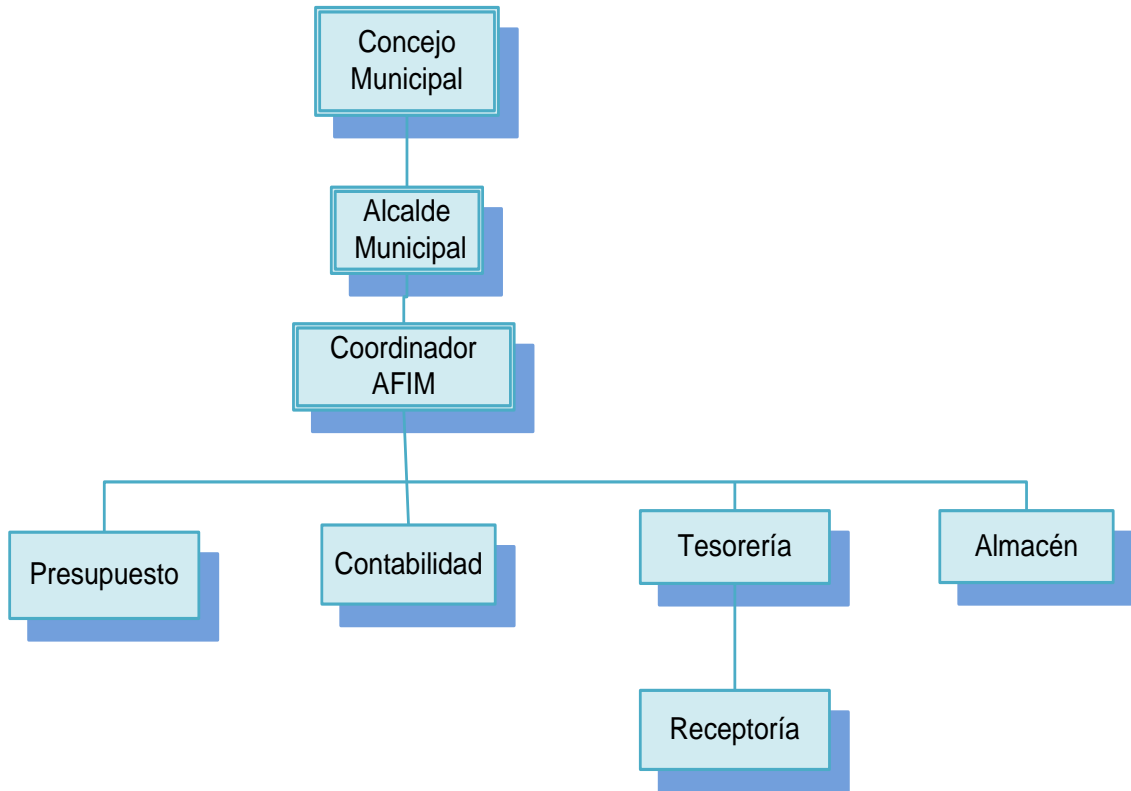 Concejo
Municipal
Alcalde
Municipal
Coordinador
AFIM
Presupuesto
Contabilidad
Tesorería
Almacén
Receptoría